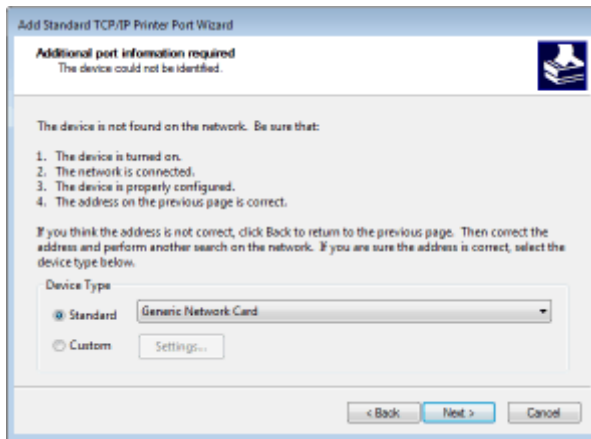 Add Standard TCP/IP Printer Port Wizard
Additional port information required
The device could not be identified.
The device is not found on the network. Be sure that:
1. The device is turned on.
2. The network is connected.
3. The device is properly configured.
4. The address on the previous page is correct.
If you think the address is not correct, click Back to return to the previous page. Then correct the
address and perform another search on the network. If you are sure the address is correct, select the
device type below.
Device Type
Standard
Generic Network Card
Custom
Settings...
< Back
Next >
Cancel